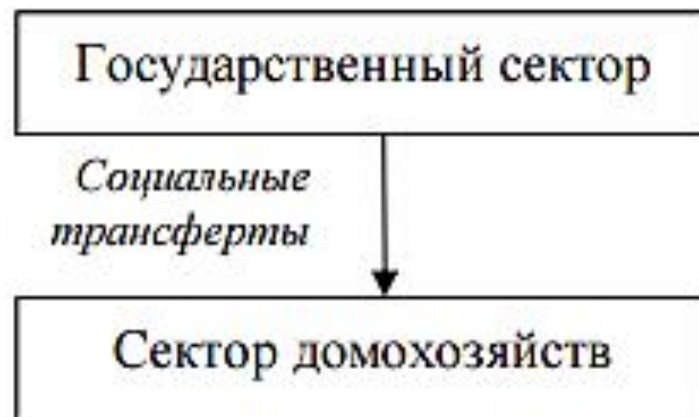 Государственный сектор
Социальные
трансферты
Сектор домохозяйств